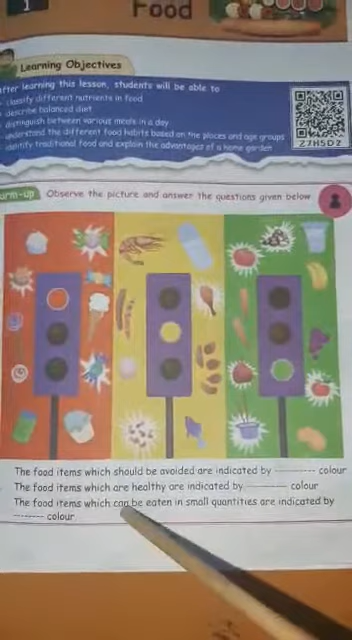 1
Food
Learning Objectives
After learning this lesson, students will be able to
classify different nutrients in food
describe balanced diet
distinguish between various meals in a day
understand the different food habits based on the places and age groups
identify traditional food and explain the advantages of a home garden
Z7H5D2
arm-up Observe the picture and answer the questions given below
The food items which should be avoided are indicated by ---------- colour
The food items which are healthy are indicated by ---------- colour
The food items which can be eaten in small quantities are indicated by
-------- colour